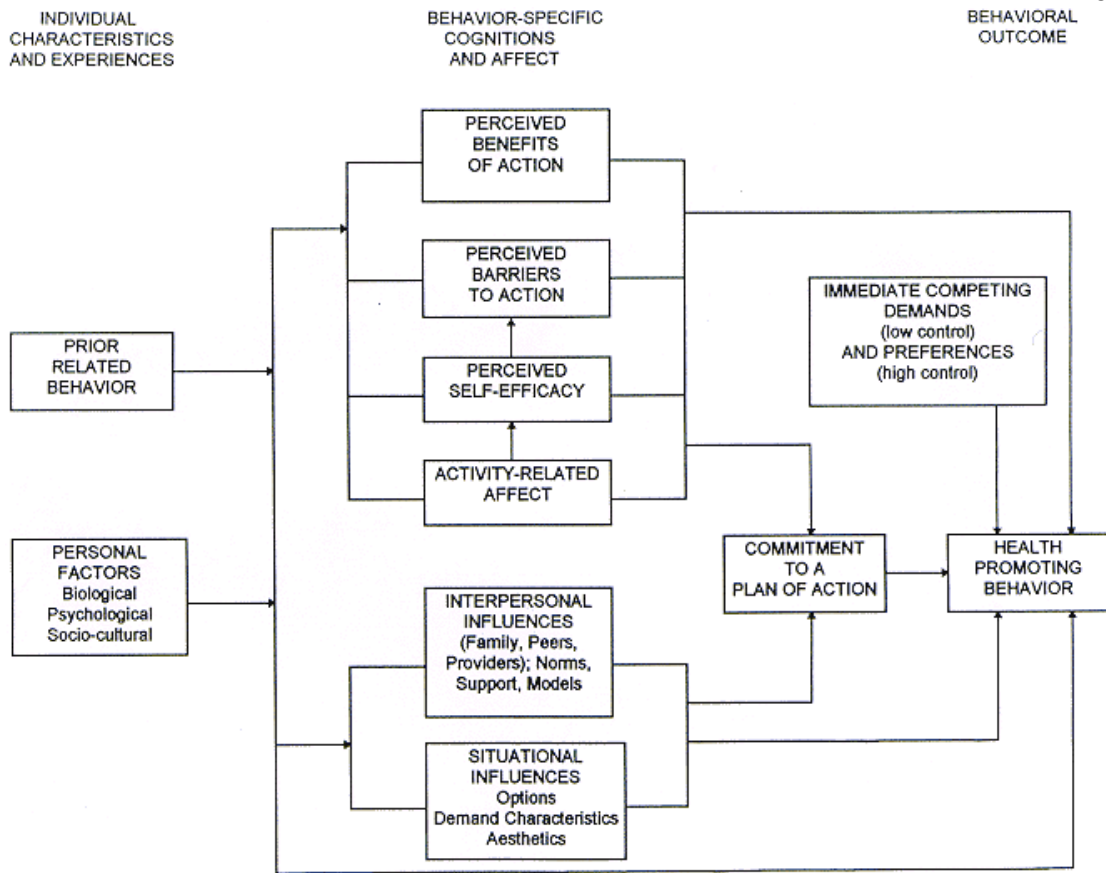 INDIVIDUAL
CHARACTERISTICS
AND EXPERIENCES
BEHAVIOR-SPECIFIC
COGNITIONS
AND AFFECT
BEHAVIORAL
OUTCOME
PERCEIVED
BENEFITS
OF ACTION
PERCEIVED
BARRIERS
TO ACTION
IMMEDIATE COMPETING
DEMANDS
(low control)
AND PREFERENCES
(high control)
PRIOR
RELATED
BEHAVIOR
PERCEIVED
SELF-EFFICACY
ACTIVITY-RELATED
AFFECT
PERSONAL
FACTORS
Biological
Psychological
Socio-cultural
COMMITMENT
TO A
PLAN OF ACTION
HEALTH
PROMOTING
BEHAVIOR
INTERPERSONAL
INFLUENCES
(Family, Peers,
Providers); Norms,
Support, Models
SITUATIONAL
INFLUENCES
Options
Demand Characteristics
Aesthetics